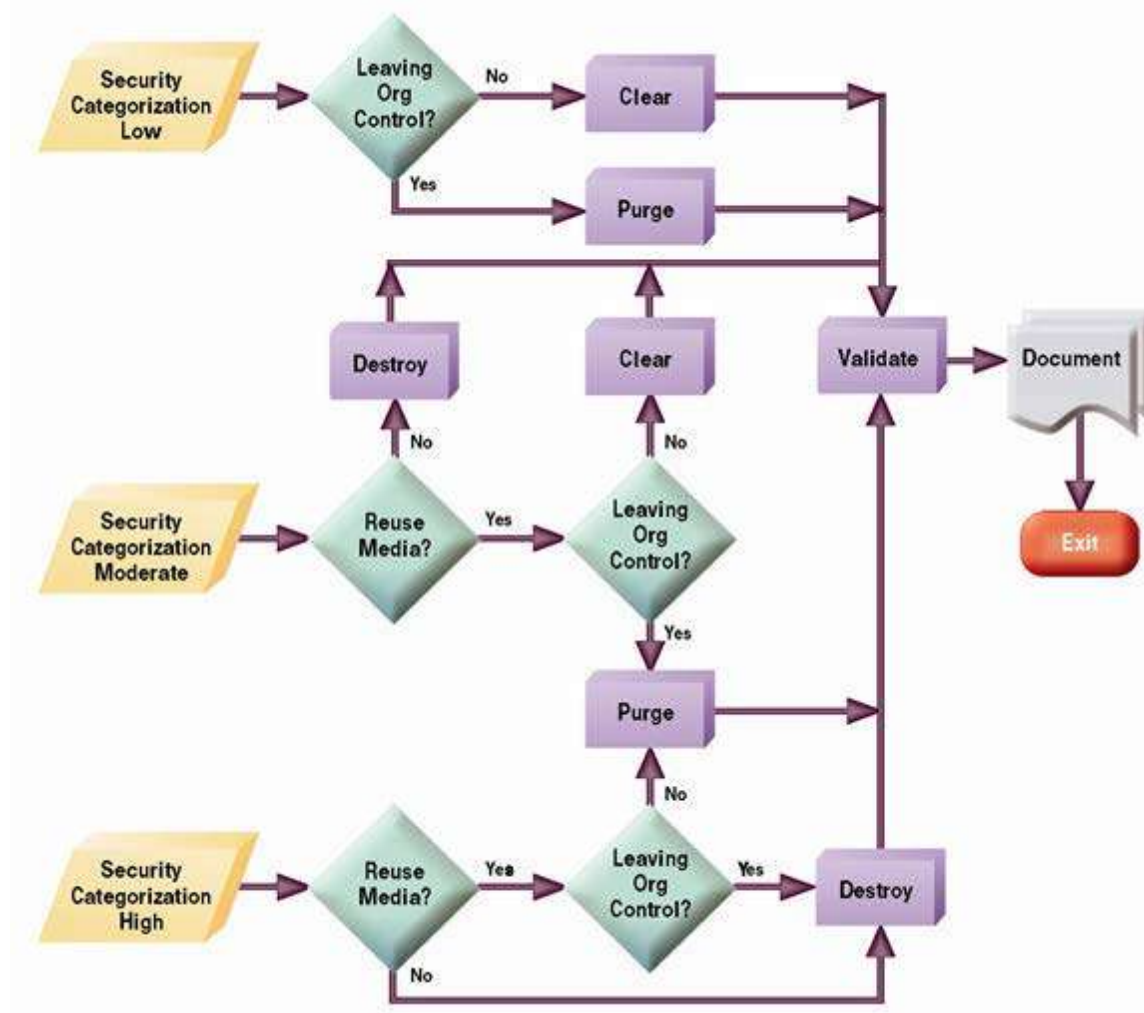 Security
Categorization
Low
Leaving
Org
Control?
No
Clear
Yes
Purge
Destroy
Clear
Validate
Document
No
No
Security
Categorization
Moderate
Reuse
Media?
Yes
Leaving
Org
Control?
Exit
Yes
Purge
No
Security
Categorization
High
Reuse
Media?
Yes
Leaving
Org
Control?
Yes
Destroy
No